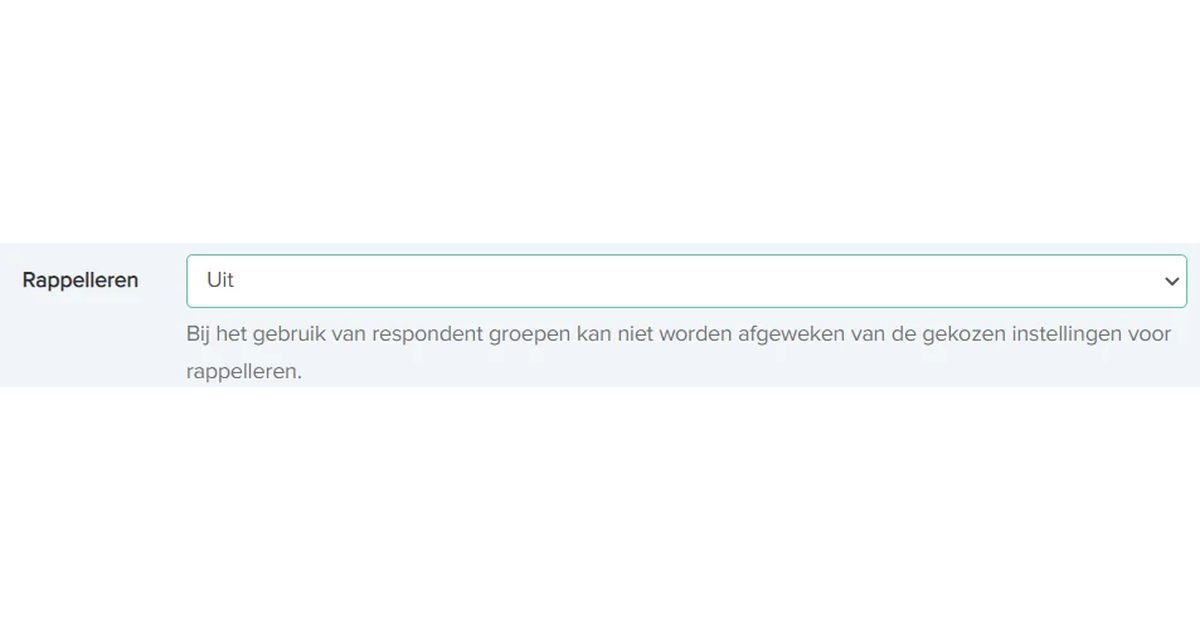 Rappelleren
Uit
Bij het gebruik van respondent groepen kan niet worden afgeweken van de gekozen instellingen voor
rappelleren.